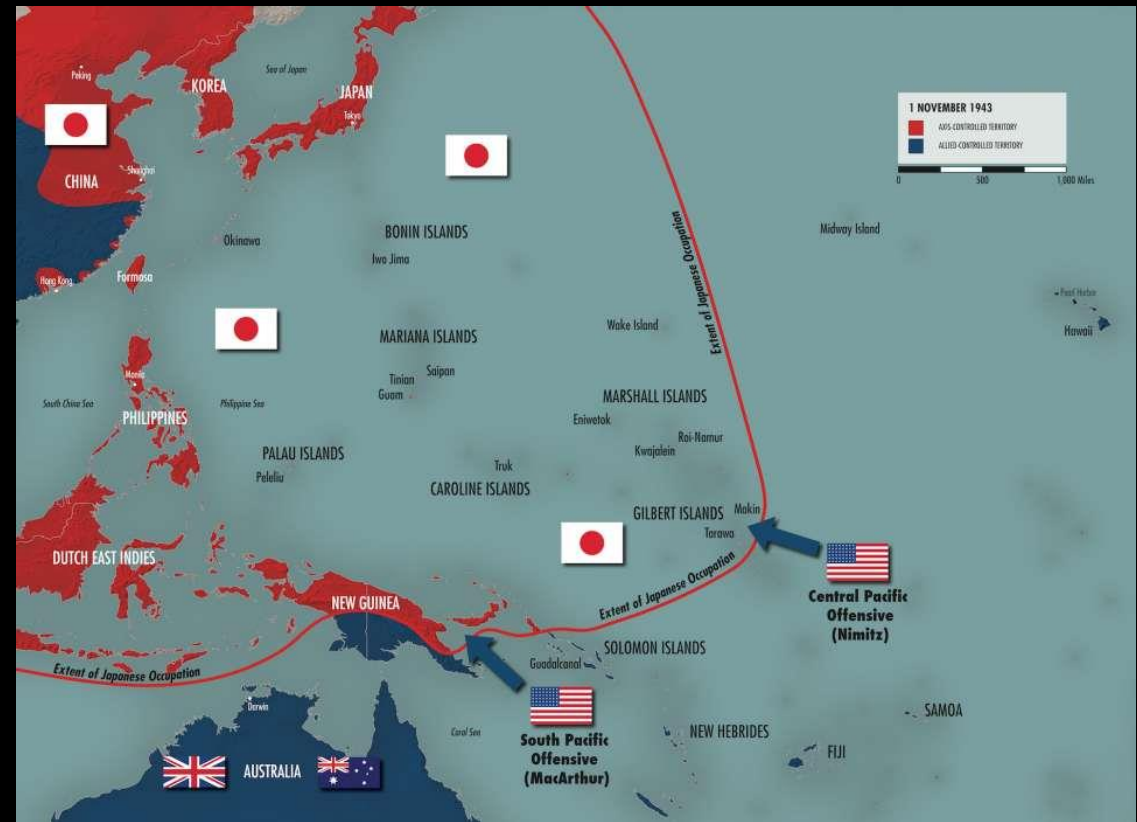 Peking
KOREA
Sea of Japan
JAPAN
Tokyo
1 NOVEMBER 1943
AXIS-CONTROLLED TERRITORY
ALLIED-CONTROLLED TERRITORY
0 500 1,000 Miles
CHINA
Shanghai
Okinawa
BONIN ISLANDS
Iwo Jima
Extent of Japanese Occupation
Midway Island
Hong Kong
Formosa
Pearl Harbor
Hawaii
MARIANA ISLANDS
Wake Island
Saipan
Tinian
Guam
Manila
South China Sea
PHILIPPINES
Philippine Sea
MARSHALL ISLANDS
Eniwetok
Roi-Namur
Kwajalein
PALAU ISLANDS
Peleliu
Truk
CAROLINE ISLANDS
GILBERT ISLANDS
Makin
Tarawa
DUTCH EAST INDIES
NEW GUINEA
Extent of Japanese Occupation
Central Pacific
Offensive
(Nimitz)
SOLOMON ISLANDS
Guadalcanal
Extent of Japanese Occupation
Darwin
Coral Sea
South Pacific
Offensive
(MacArthur)
NEW HEBRIDES
SAMOA
FIJI
AUSTRALIA